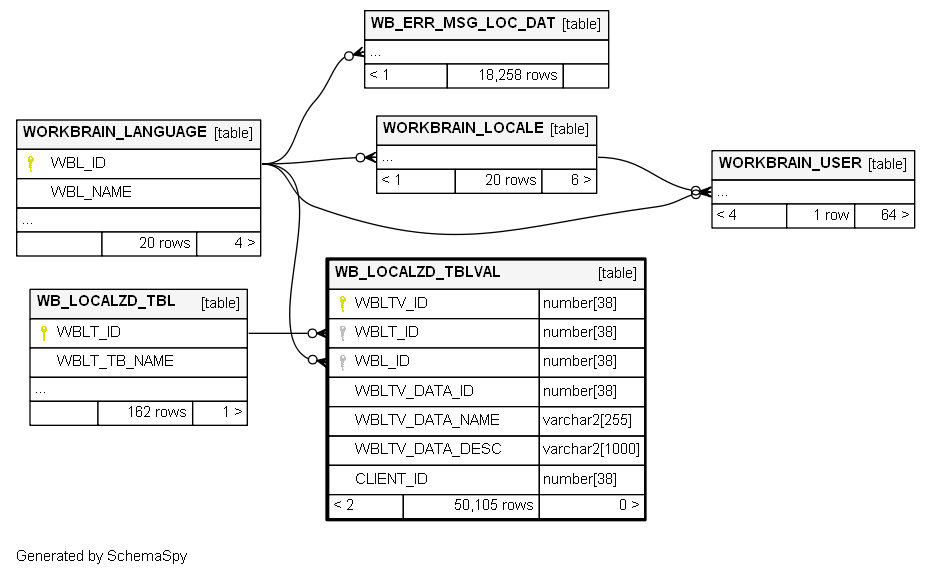 WB_ERR_MSG_LOC_DAT [table]
...
< 1 18,258 rows
WORKBRAIN_LANGUAGE [table]
WBL_ID
WBL_NAME
...
20 rows 4 >
WORKBRAIN_LOCALE [table]
...
< 1 20 rows 6 >
WORKBRAIN_USER [table]
...
< 4 1 row 64 >
WB_LOCALZD_TBL [table]
WBLT_ID
WBLT_TB_NAME
...
162 rows 1 >
WB_LOCALZD_TBLVAL [table]
WBLTV_ID number[38]
WBLT_ID number[38]
WBL_ID number[38]
WBLTV_DATA_ID number[38]
WBLTV_DATA_NAME varchar2[255]
WBLTV_DATA_DESC varchar2[1000]
CLIENT_ID number[38]
< 2 50,105 rows 0 >
Generated by SchemaSpy